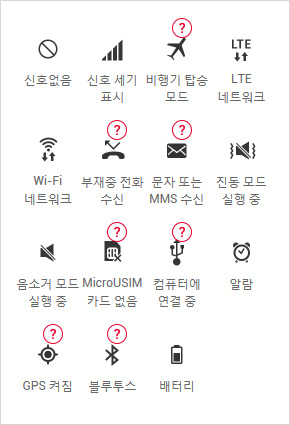 ?
LTE
신호없음 신호 세기 비행기 탑승 LTE
표시 모드 네트워크
? ?
Wi-Fi 부재중 전화 문자 또는 진동 모드
네트워크 수신 MMS 수신 실행 중
? ?
음소거 모드 MicroUSIM 컴퓨터에 알람
실행 중 카드 없음 연결 중
? ?
GPS 켜짐 블루투스 배터리